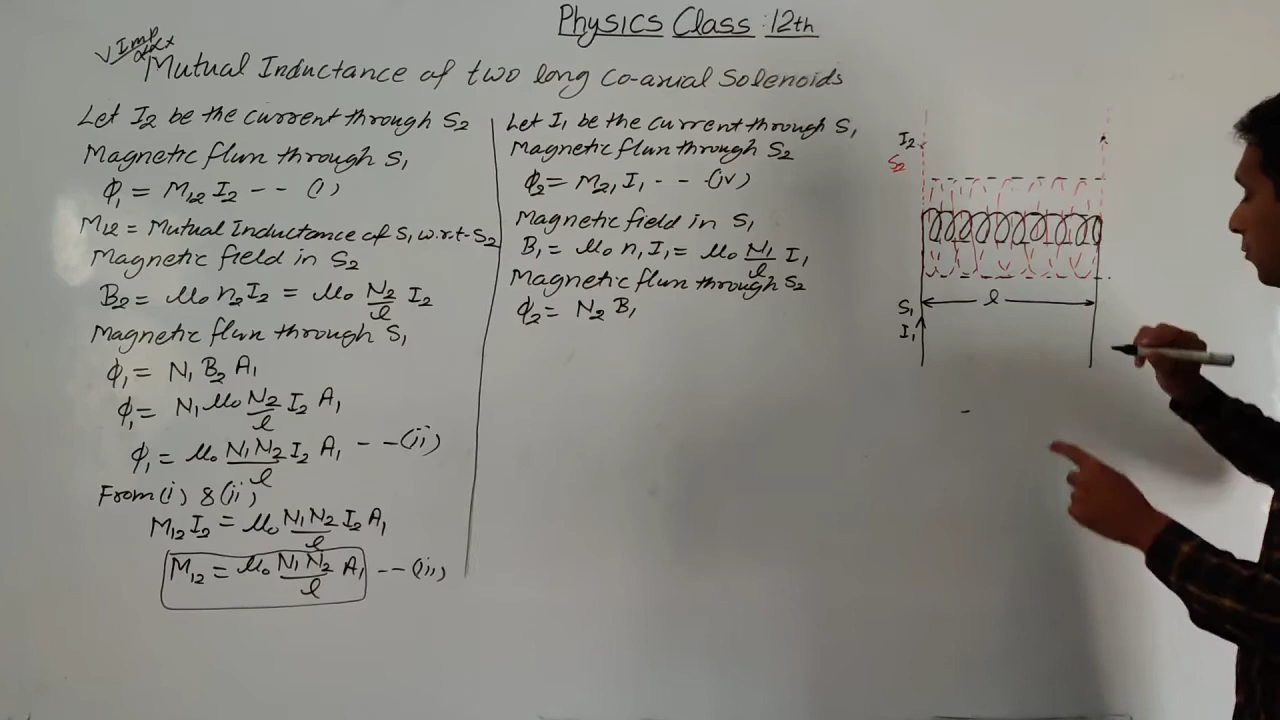 Physics Class : 12th
V Imp
Mutual Inductance of two long co-axial Solenoids
Let I₂ be the current through S₂
Magnetic flux through S₁
ϕ₁ = M₁₂ I₂ -- (i)
M₁₂ = Mutual Inductance of S₁ w.r.t. S₂
Magnetic field in S₂
B₂ = μ₀ n₂ I₂ = μ₀ N₂/l I₂
Magnetic flux through S₁
ϕ₁ = N₁ B₂ A₁
ϕ₁ = N₁ μ₀ N₂/l I₂ A₁
ϕ₁ = μ₀ N₁N₂/l I₂ A₁ --(ii)
From (i) & (ii)
M₁₂ I₂ = μ₀ N₁N₂/l I₂ A₁
M₁₂ = μ₀ N₁N₂/l A₁ --(iii)
Let I₁ be the current through S₁
Magnetic flux through S₂
ϕ₂ = M₂₁ I₁ -- (iv)
Magnetic field in S₁
B₁ = μ₀ n₁ I₁ = μ₀ N₁/l I₁
Magnetic flux through S₂
ϕ₂ = N₂ B₁
I₂
S₂
l
S₁
I₁